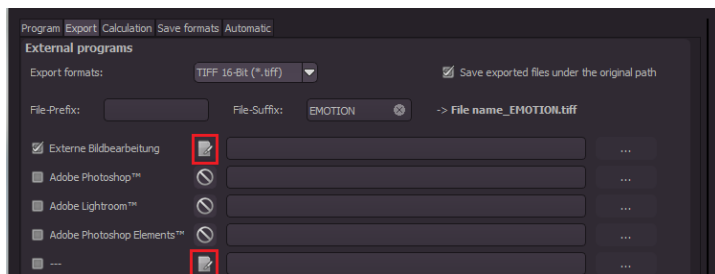 Program Export Calculation Save formats Automatic
External programs
Export formats: TIFF 16-Bit (*.tiff) Save exported files under the original path
File-Prefix: File-Suffix: EMOTION -> File name_EMOTION.tiff
Externe Bildbearbeitung ...
Adobe Photoshop™ ...
Adobe Lightroom™ ...
Adobe Photoshop Elements™ ...
--- ...